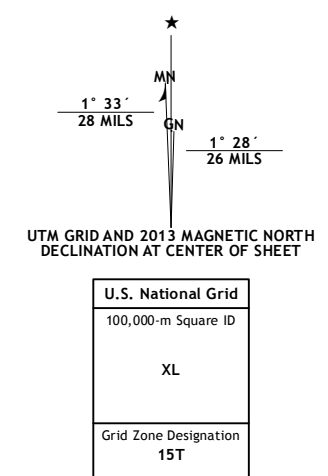 MN
1° 33´
28 MILS
GN
1° 28´
26 MILS
UTM GRID AND 2013 MAGNETIC NORTH
DECLINATION AT CENTER OF SHEET
U.S. National Grid
100,000-m Square ID
XL
Grid Zone Designation
15T